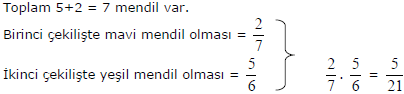 Toplam 5+2 = 7 mendil var.
Birinci çekilişte mavi mendil olması = 2/7
İkinci çekilişte yeşil mendil olması = 5/6
2/7 . 5/6 = 5/21